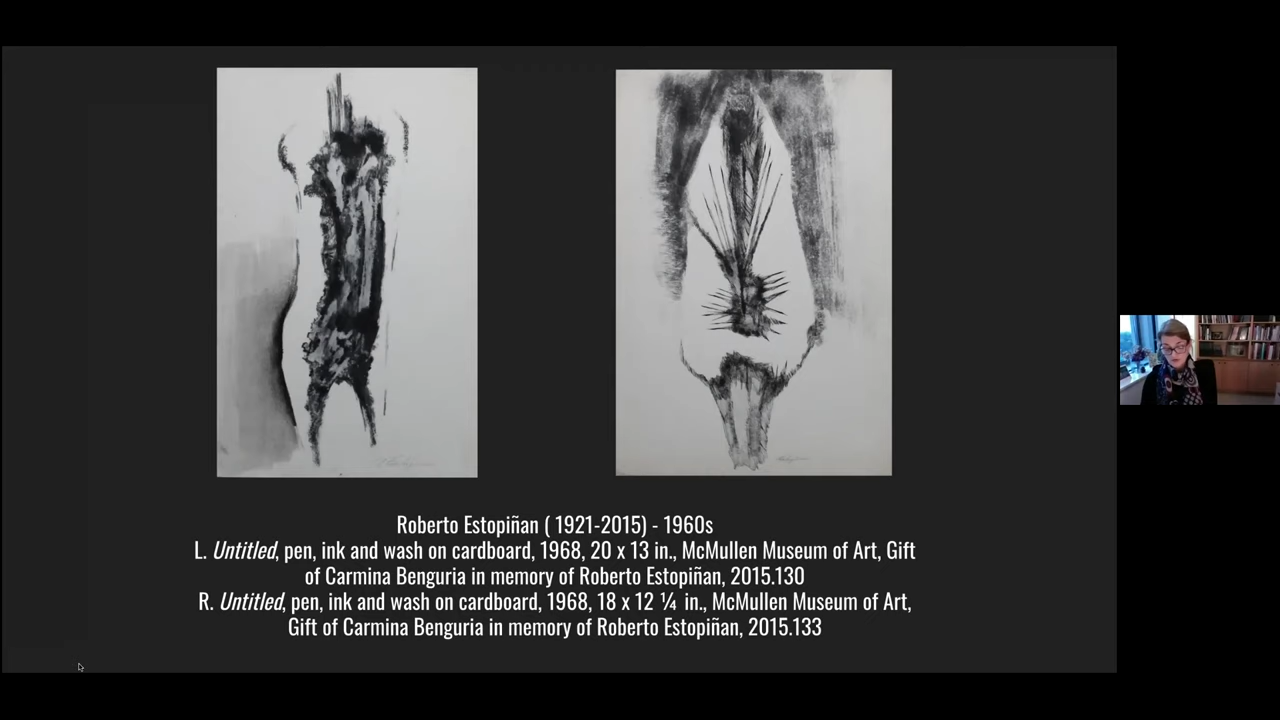 Roberto Estopiñan ( 1921-2015) - 1960s
L. Untitled, pen, ink and wash on cardboard, 1968, 20 x 13 in., McMullen Museum of Art, Gift
of Carmina Benguria in memory of Roberto Estopiñan, 2015.130
R. Untitled, pen, ink and wash on cardboard, 1968, 18 x 12 ¼ in., McMullen Museum of Art,
Gift of Carmina Benguria in memory of Roberto Estopiñan, 2015.133